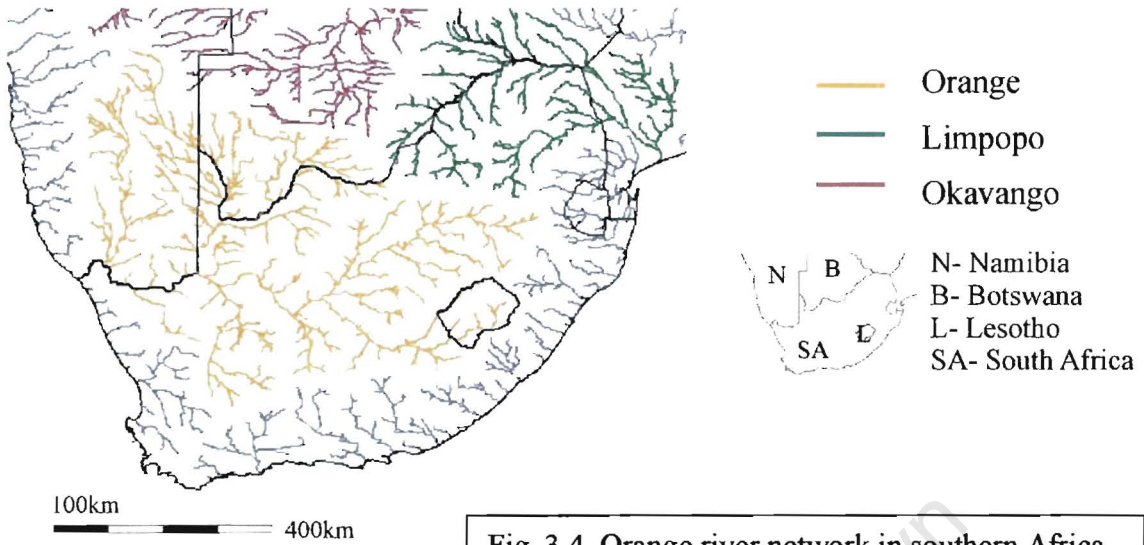 Orange
Limpopo
Okavango
N
B
L
SA
N- Namibia
B- Botswana
L- Lesotho
SA- South Africa
100km
400km
Fig. 3.4. Orange river network in southern Africa